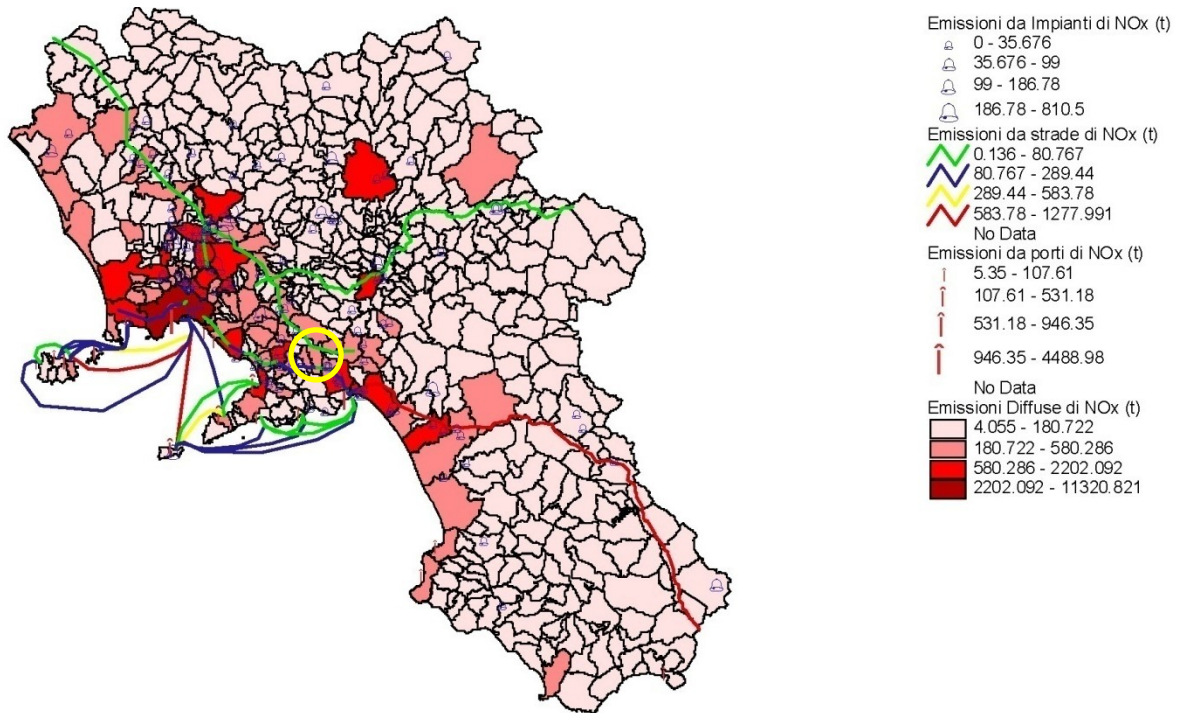 Emissioni da Impianti di NOx (t)
0 - 35.676
35.676 - 99
99 - 186.78
186.78 - 810.5
Emissioni da strade di NOx (t)
0.136 - 80.767
80.767 - 289.44
289.44 - 583.78
583.78 - 1277.991
No Data
Emissioni da porti di NOx (t)
5.35 - 107.61
107.61 - 531.18
531.18 - 946.35
946.35 - 4488.98
No Data
Emissioni Diffuse di NOx (t)
4.055 - 180.722
180.722 - 580.286
580.286 - 2202.092
2202.092 - 11320.821